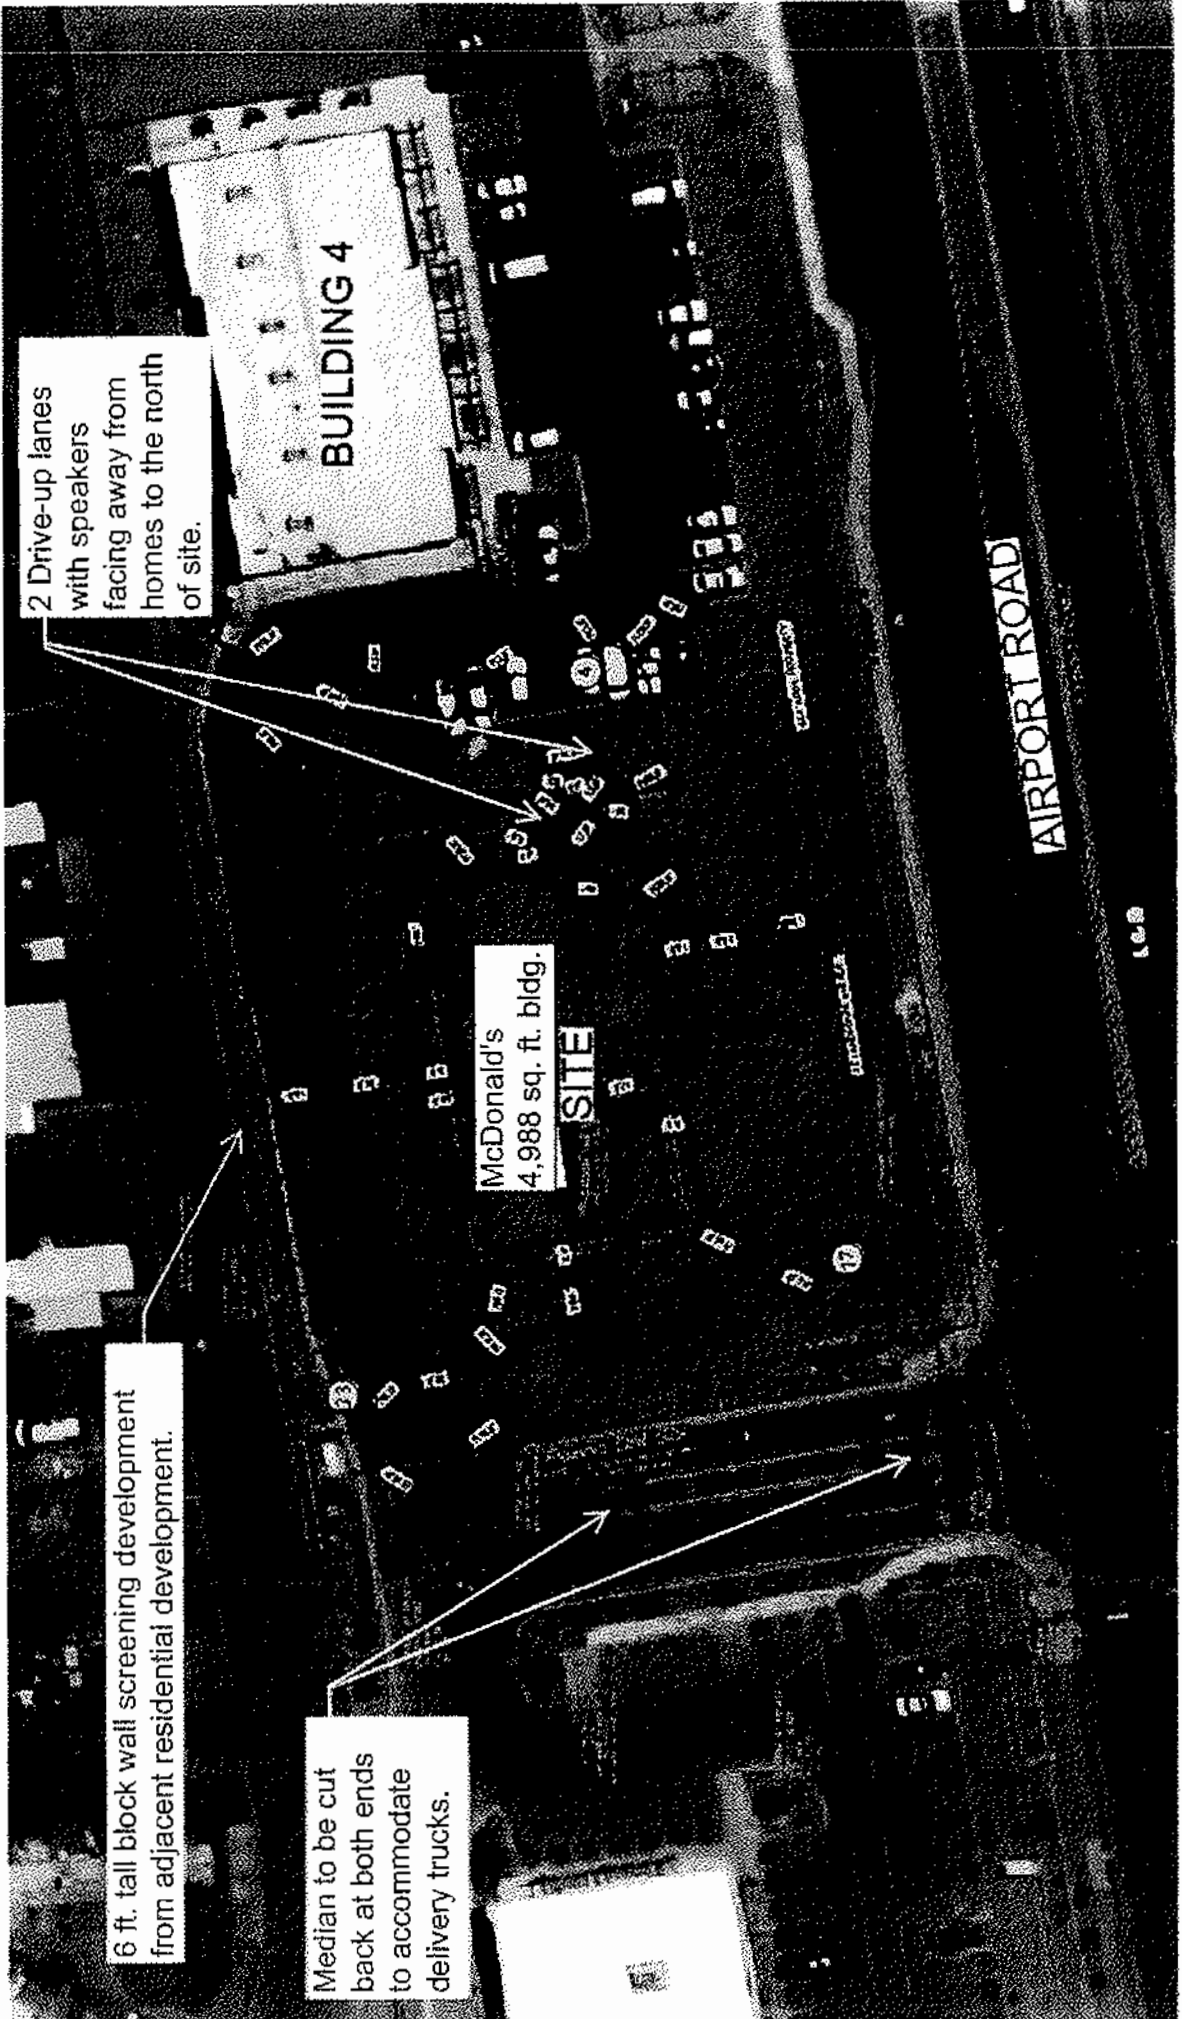 6 ft. tall block wall screening development
from adjacent residential development.
2 Drive-up lanes
with speakers
facing away from
homes to the north
of site.
Median to be cut
back at both ends
to accommodate
delivery trucks.
McDonald's
4,988 sq. ft. bldg.
SITE
BUILDING 4
4
17
AIRPORT ROAD